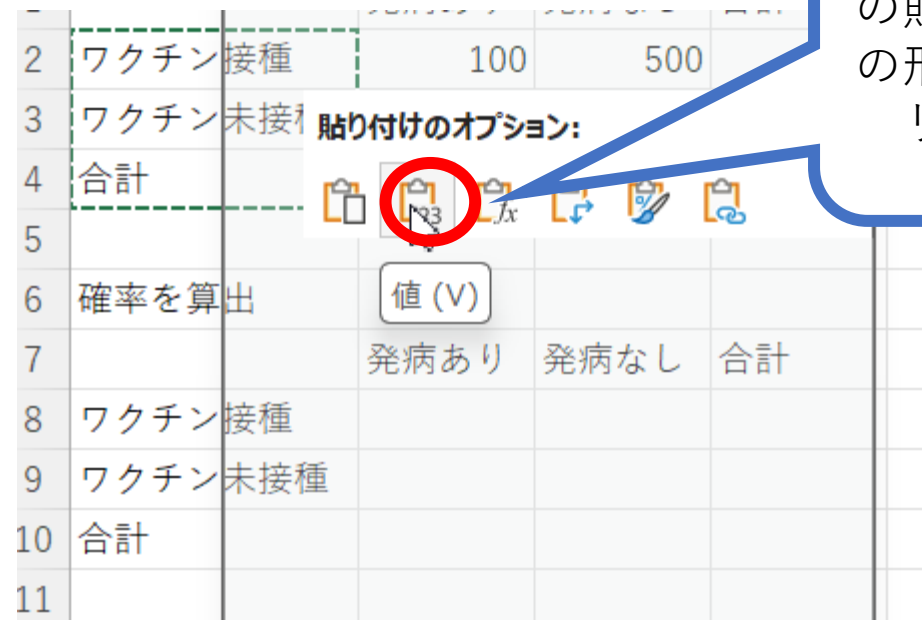 の
の
リ
2 ワクチン接種 100 500
3 ワクチン未接
貼り付けのオプション:
4 合計
5
値 (V)
6 確率を算出
7 発病あり 発病なし 合計
8 ワクチン接種
9 ワクチン未接種
10 合計
11